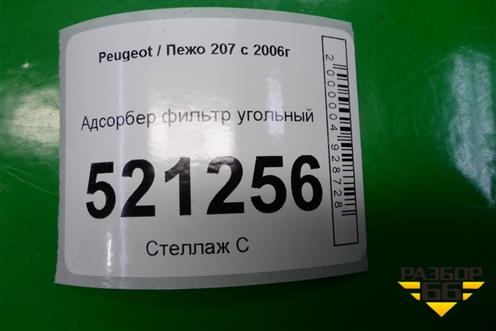 Peugeot / Пежо 207 с 2006г
Адсорбер фильтр угольный
521256
Стеллаж С
2000004928728
РАЗБОР
66